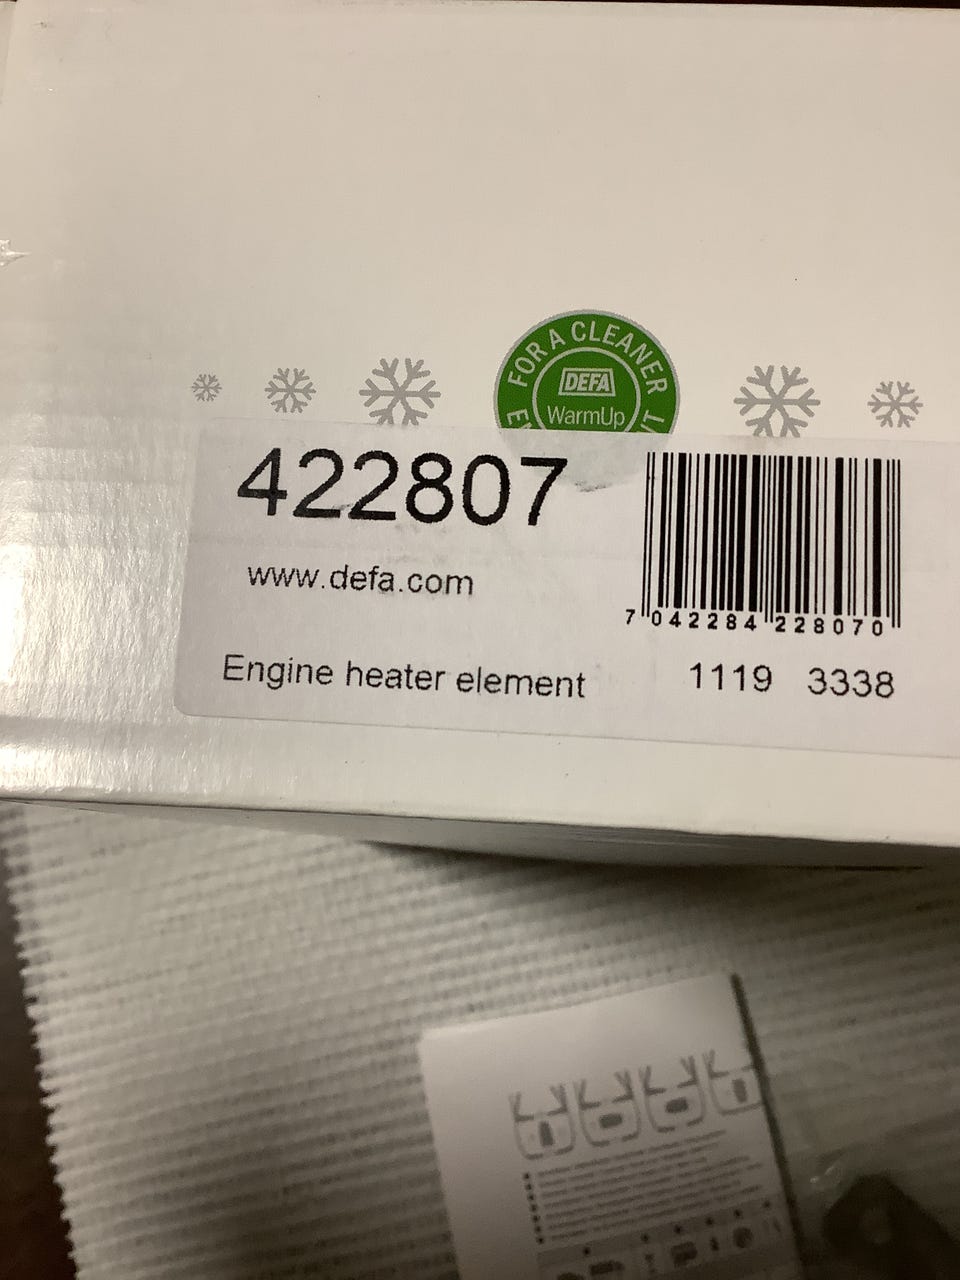 FOR A CLEANER
DEFA
WarmUp
422807
www.defa.com
7 042284 228070
Engine heater element
1119 3338